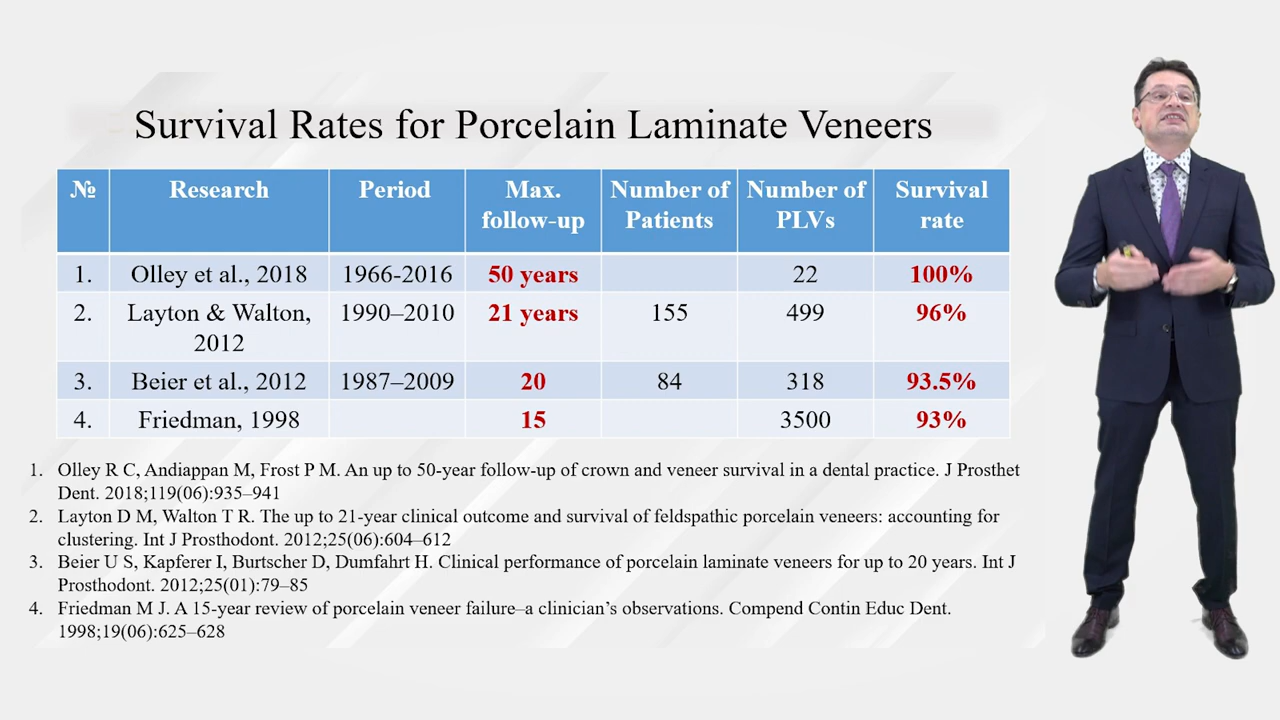 Survival Rates for Porcelain Laminate Veneers
№ Research Period Max. follow-up Number of Patients Number of PLVs Survival rate
1. Olley et al., 2018 1966-2016 50 years 22 100%
2. Layton & Walton, 2012 1990–2010 21 years 155 499 96%
3. Beier et al., 2012 1987–2009 20 84 318 93.5%
4. Friedman, 1998 15 3500 93%
1. Olley R C, Andiappan M, Frost P M. An up to 50-year follow-up of crown and veneer survival in a dental practice. J Prosthet
Dent. 2018;119(06):935–941
2. Layton D M, Walton T R. The up to 21-year clinical outcome and survival of feldspathic porcelain veneers: accounting for
clustering. Int J Prosthodont. 2012;25(06):604–612
3. Beier U S, Kapferer I, Burtscher D, Dumfahrt H. Clinical performance of porcelain laminate veneers for up to 20 years. Int J
Prosthodont. 2012;25(01):79–85
4. Friedman M J. A 15-year review of porcelain veneer failure–a clinician’s observations. Compend Contin Educ Dent.
1998;19(06):625–628